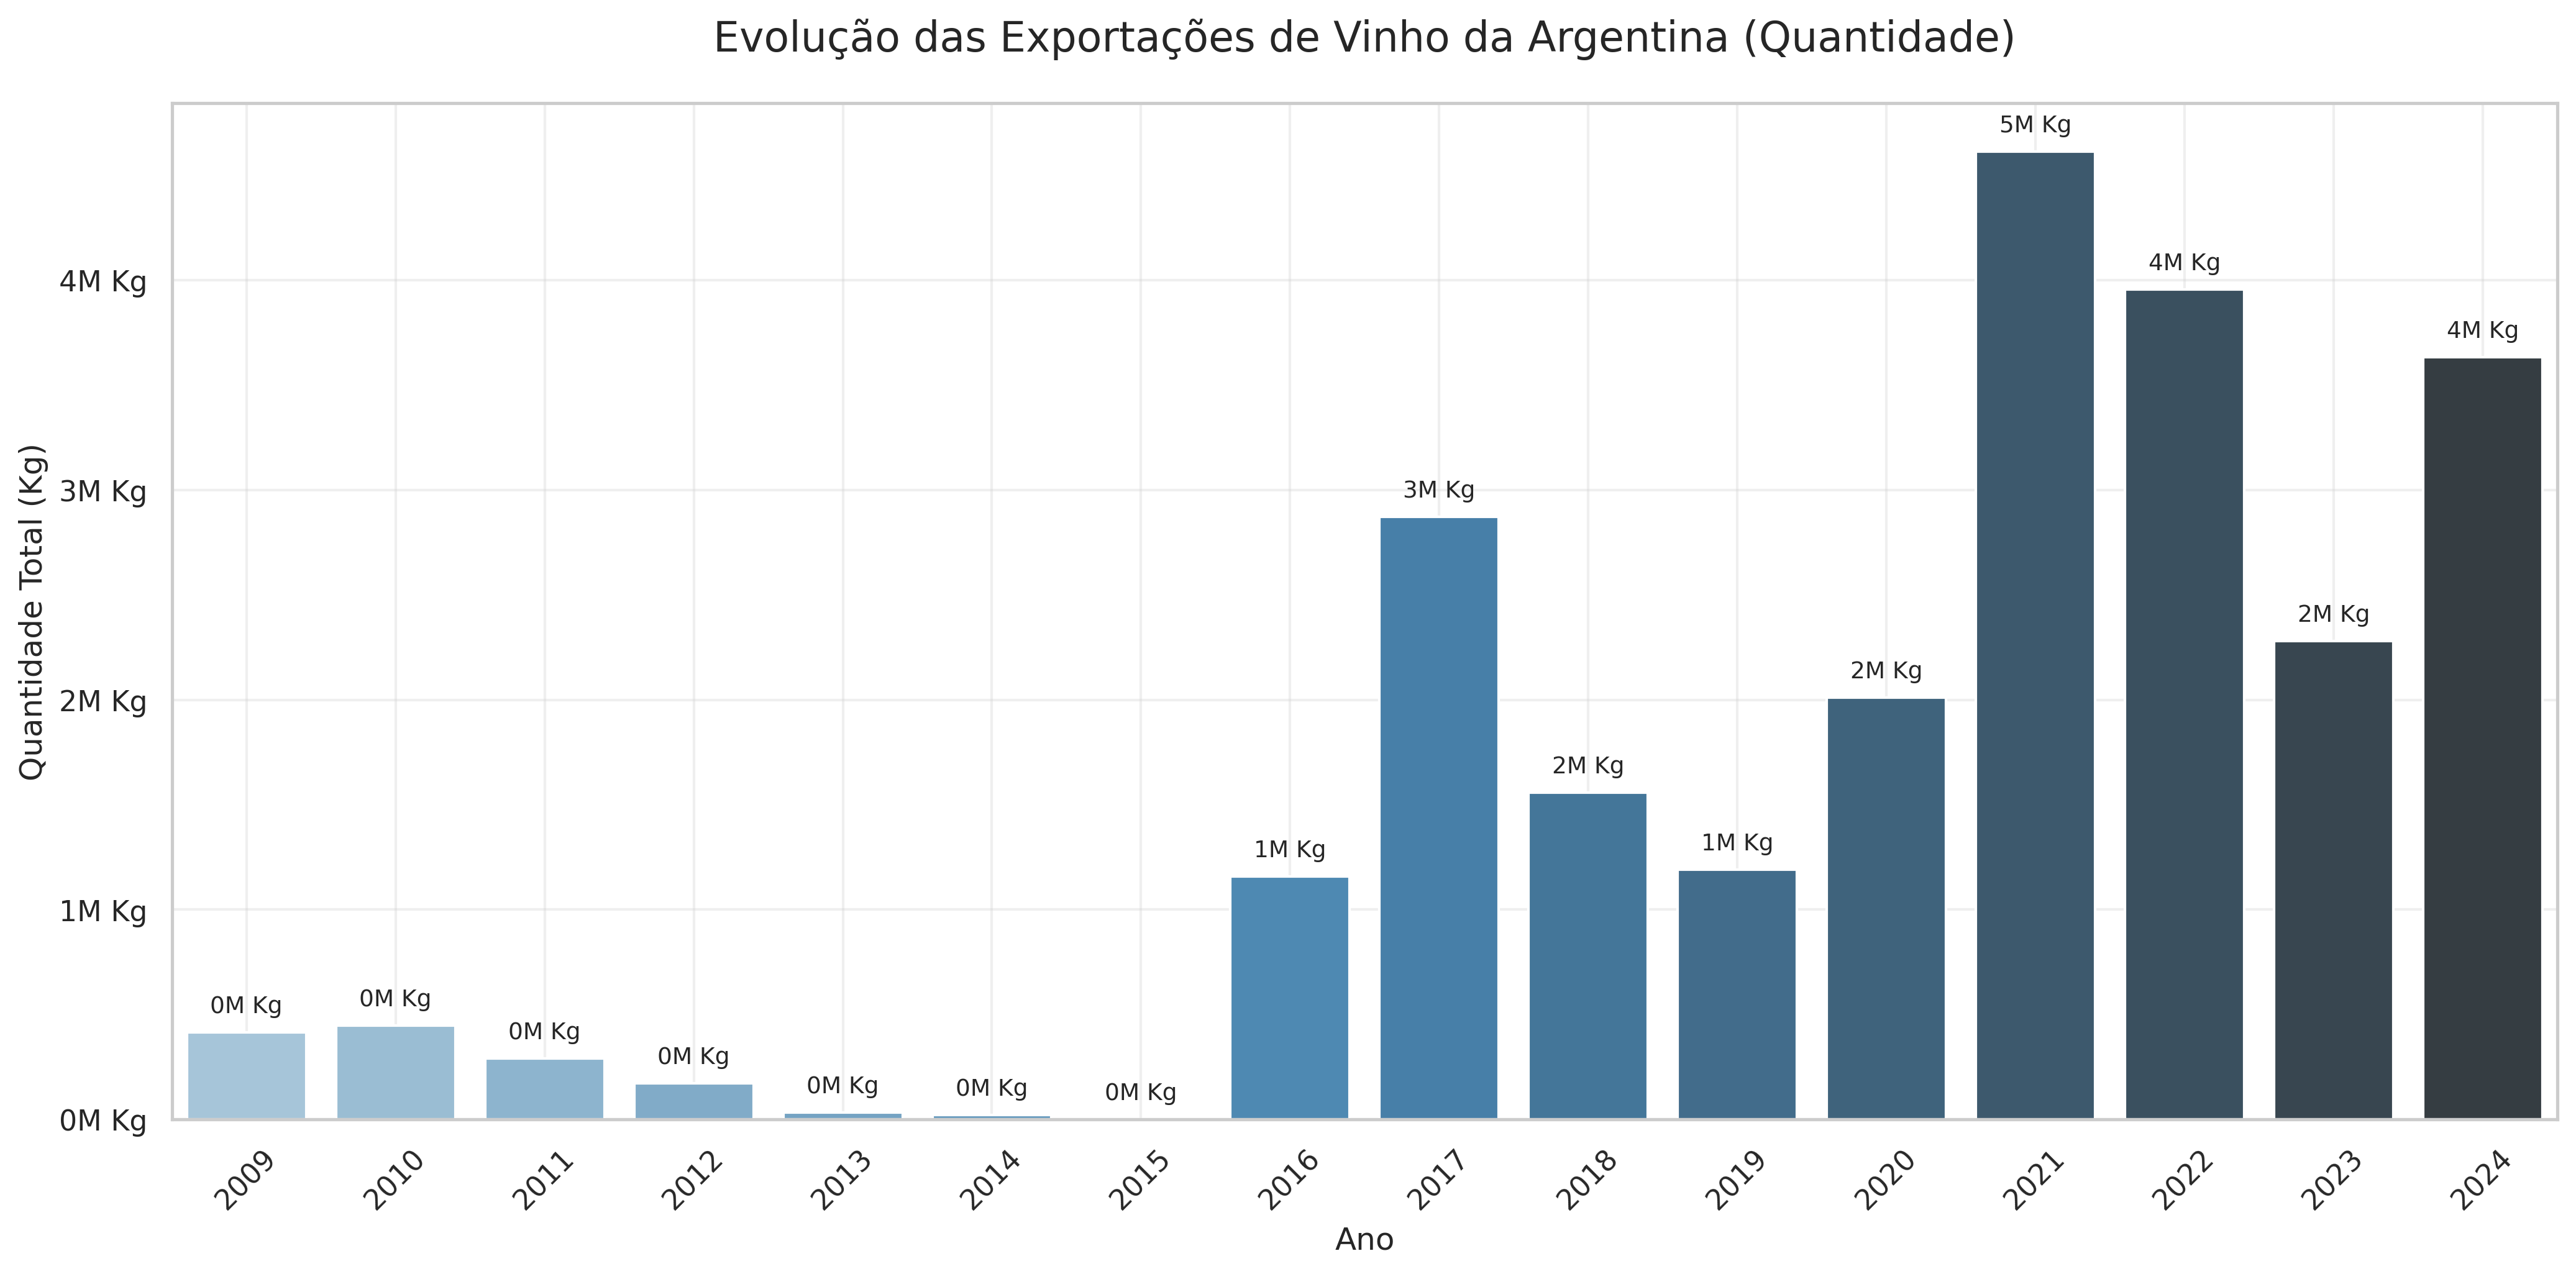 Evolução das Exportações de Vinho da Argentina (Quantidade)
Quantidade Total (Kg)
4M Kg
3M Kg
2M Kg
1M Kg
0M Kg
0M Kg
0M Kg
0M Kg
0M Kg
0M Kg
0M Kg
0M Kg
1M Kg
3M Kg
2M Kg
1M Kg
2M Kg
5M Kg
4M Kg
2M Kg
4M Kg
2009
2010
2011
2012
2013
2014
2015
2016
2017
2018
2019
2020
2021
2022
2023
2024
Ano